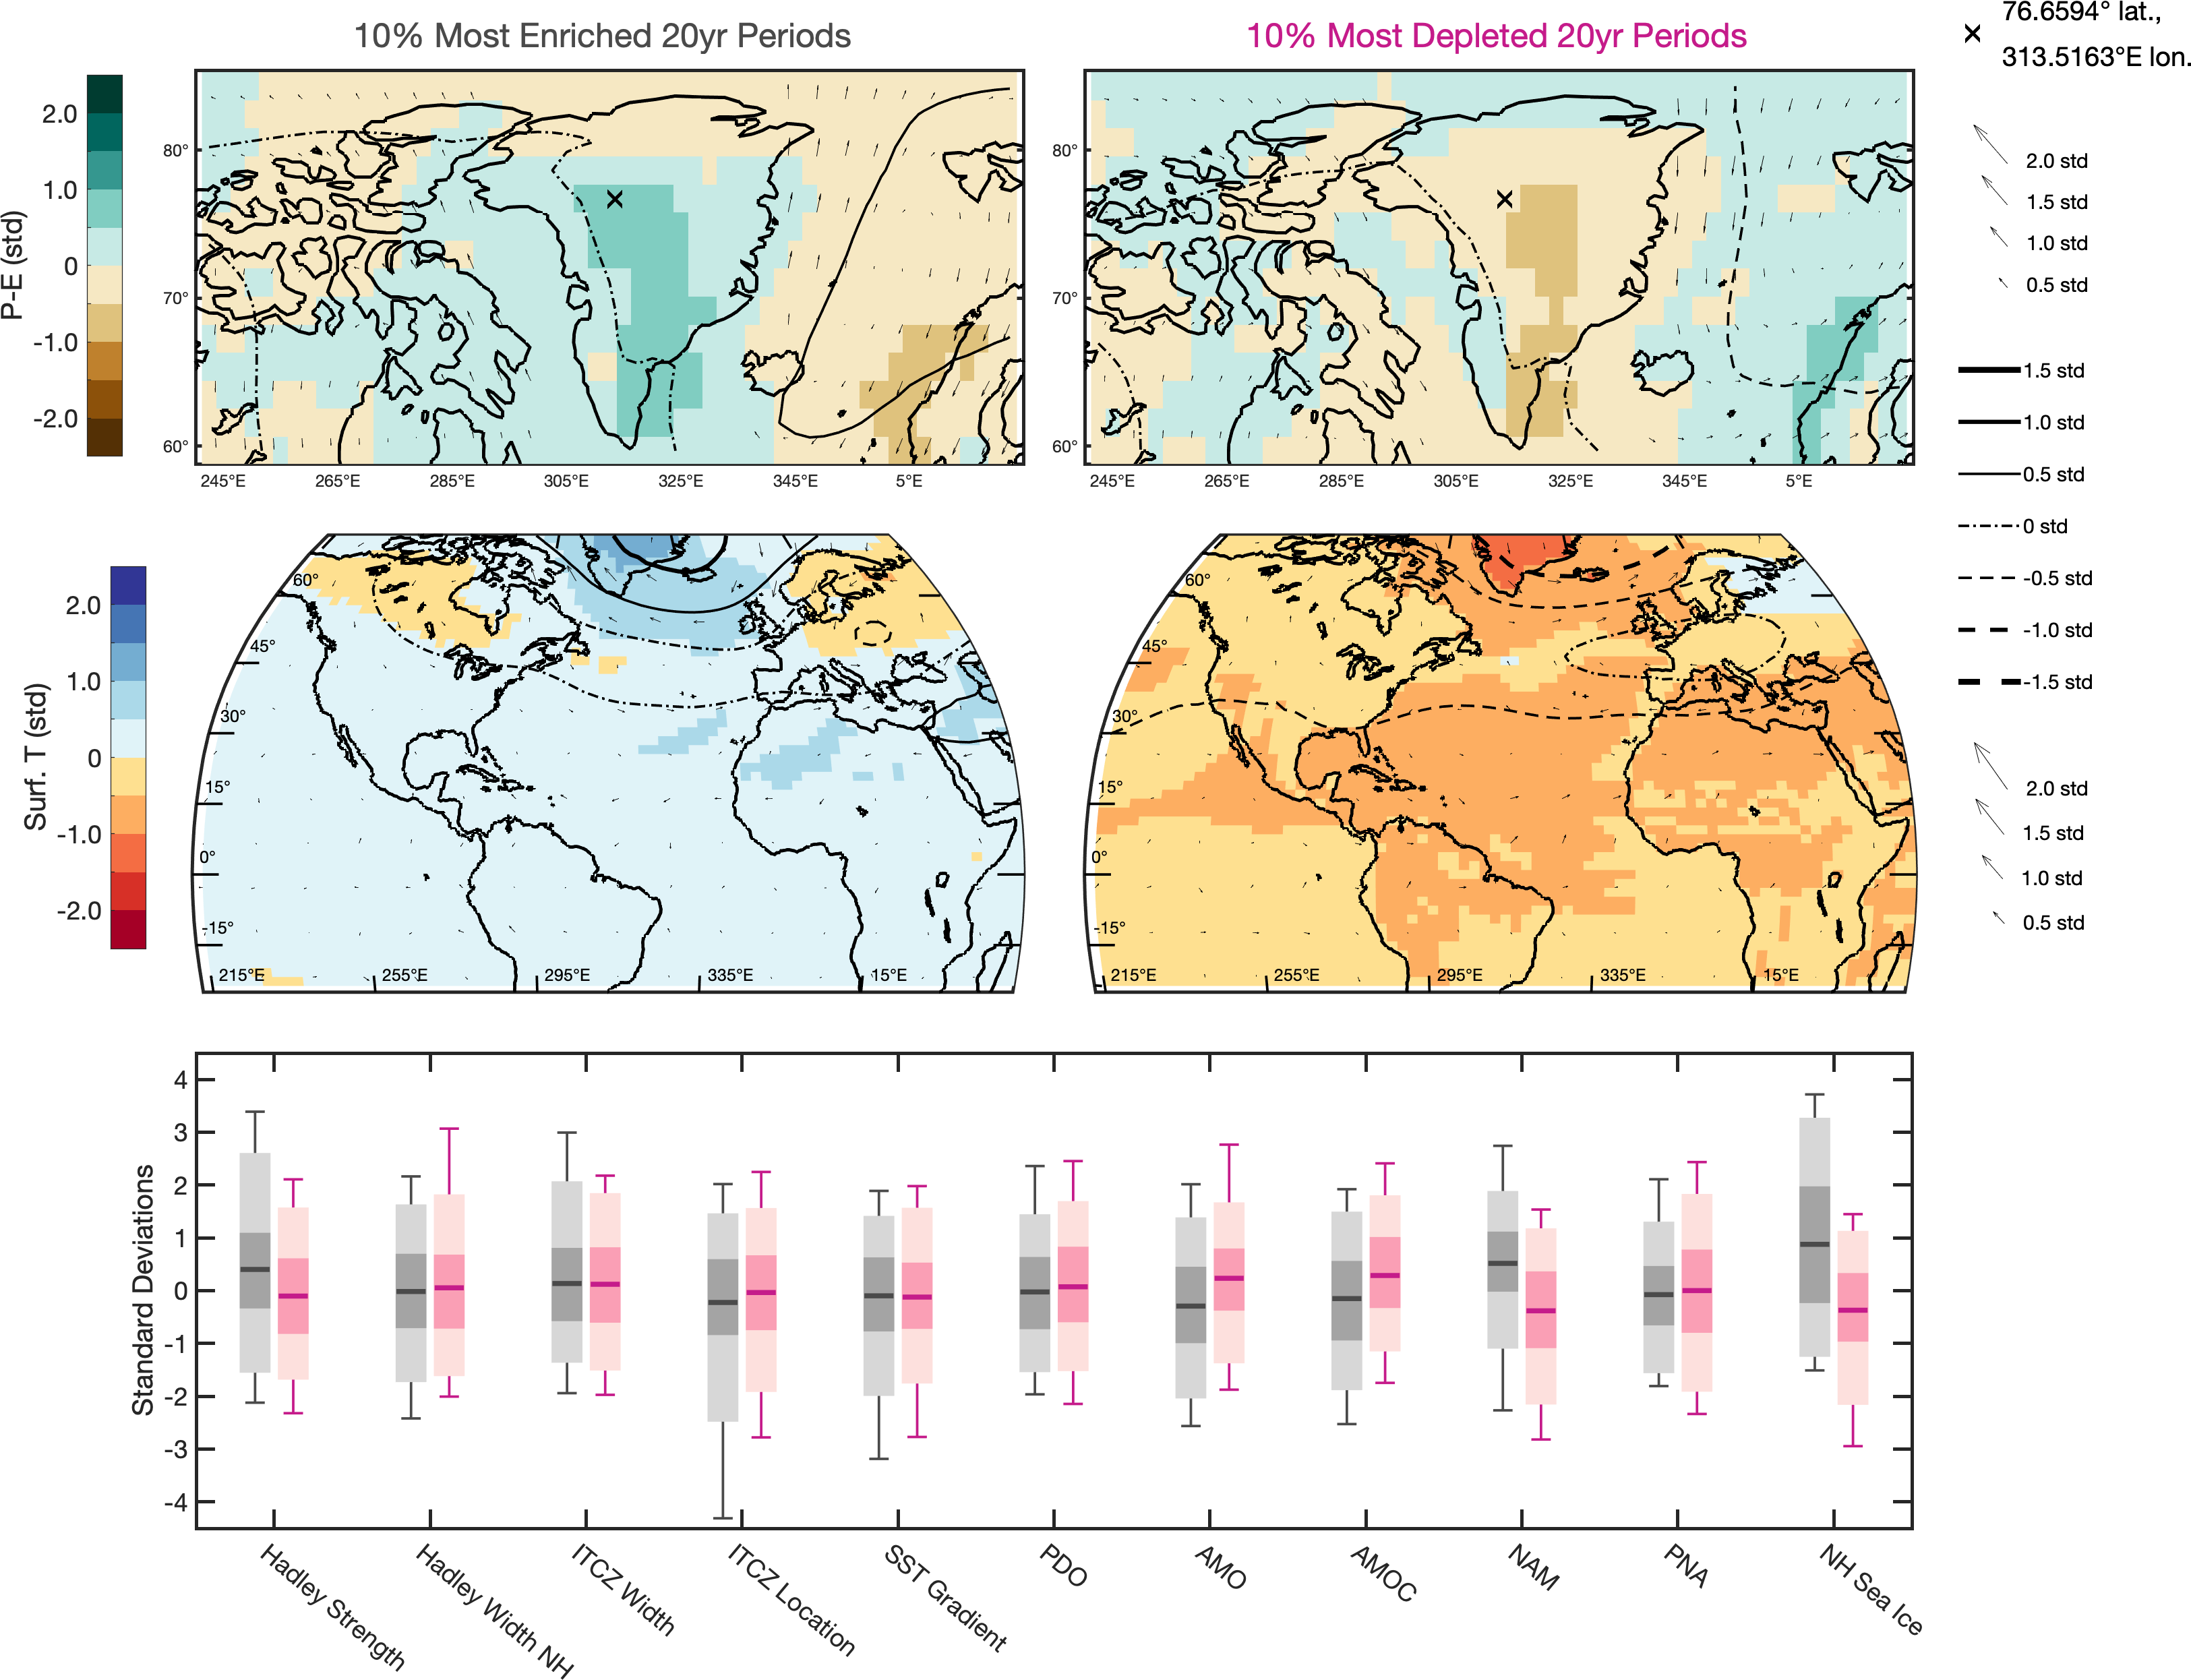 10% Most Enriched 20yr Periods
10% Most Depleted 20yr Periods
76.6594° lat.,
313.5163°E lon.
P-E (std)
2.0
1.0
0
-1.0
-2.0
80°
70°
60°
245°E 265°E 285°E 305°E 325°E 345°E 5°E
80°
70°
60°
245°E 265°E 285°E 305°E 325°E 345°E 5°E
2.0 std
1.5 std
1.0 std
0.5 std
1.5 std
1.0 std
0.5 std
0 std
-0.5 std
-1.0 std
-1.5 std
2.0 std
1.5 std
1.0 std
0.5 std
Surf. T (std)
2.0
1.0
0
-1.0
-2.0
60°
45°
30°
15°
0°
-15°
215°E 255°E 295°E 335°E 15°E
60°
45°
30°
15°
0°
-15°
215°E 255°E 295°E 335°E 15°E
Standard Deviations
4
3
2
1
0
-1
-2
-3
-4
Hadley Strength
Hadley Width NH
ITCZ Width
ITCZ Location
SST Gradient
PDO
AMO
AMOC
NAM
PNA
NH Sea Ice